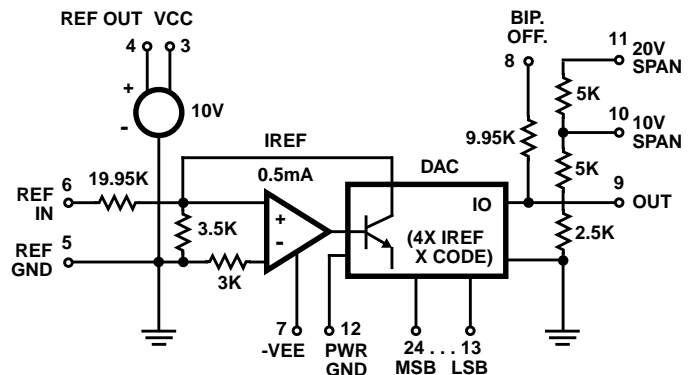 REF OUT VCC
4 3
+
-
10V
BIP.
OFF.
8
11 20V
SPAN
5K
10 10V
SPAN
9.95K
5K
IREF
0.5mA
DAC
6 19.95K
REF
IN
+
-
IO
9 OUT
3.5K
(4X IREF
X CODE)
2.5K
5
REF
GND
3K
7
-VEE
12
PWR
GND
24 . . . 13
MSB LSB